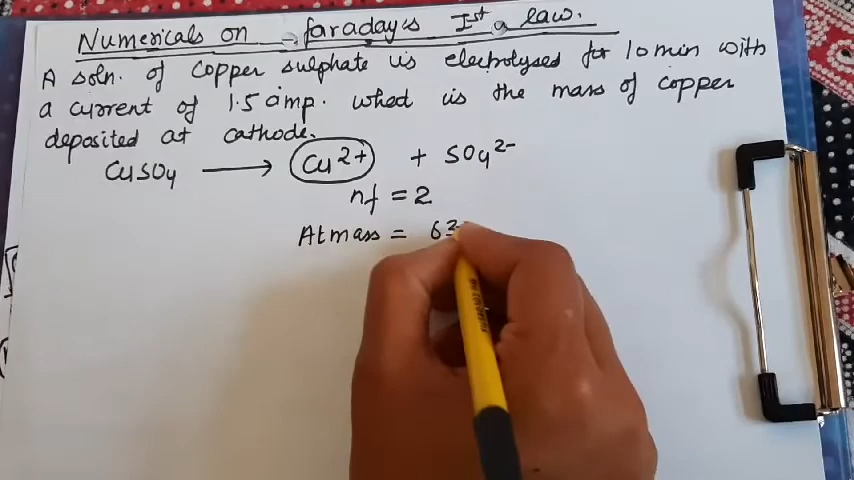 Numericals on faraday's Ist law.
A soln. of copper sulphate is electrolysed for 10 min with
a current of 1.5 amp. what is the mass of copper
deposited at cathode.
CuSO4 → Cu2+ + SO42-
nf = 2
At mass = 63